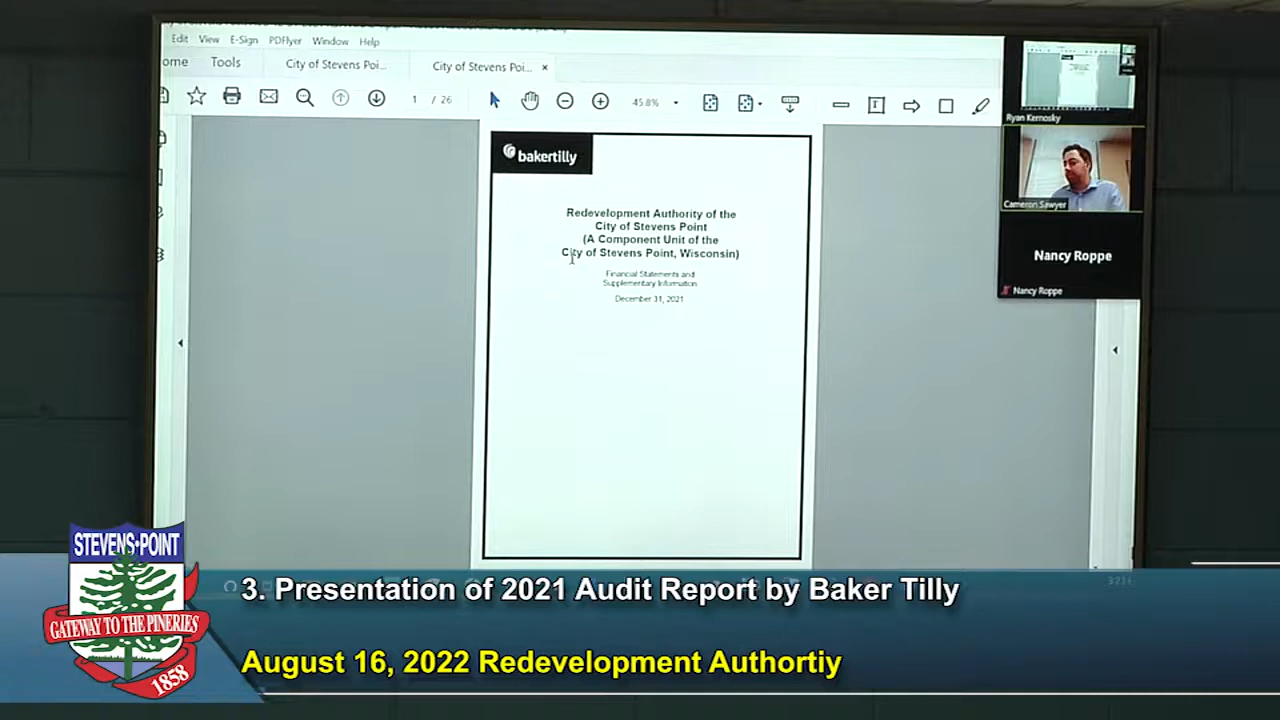 Edit View E-Sign PDFlyer Window Help
ome Tools City of Stevens Poi... City of Stevens Poi... ×
1 / 26 45.8%
bakertilly
Redevelopment Authority of the
City of Stevens Point
(A Component Unit of the
City of Stevens Point, Wisconsin)
Financial Statements and
Supplementary Information
December 31, 2021
Ryan Kernosky
Cameron Sawyer
Nancy Roppe
Nancy Roppe
STEVENS·POINT
GATEWAY TO THE PINERIES
1858
3. Presentation of 2021 Audit Report by Baker Tilly
August 16, 2022 Redevelopment Authortiy